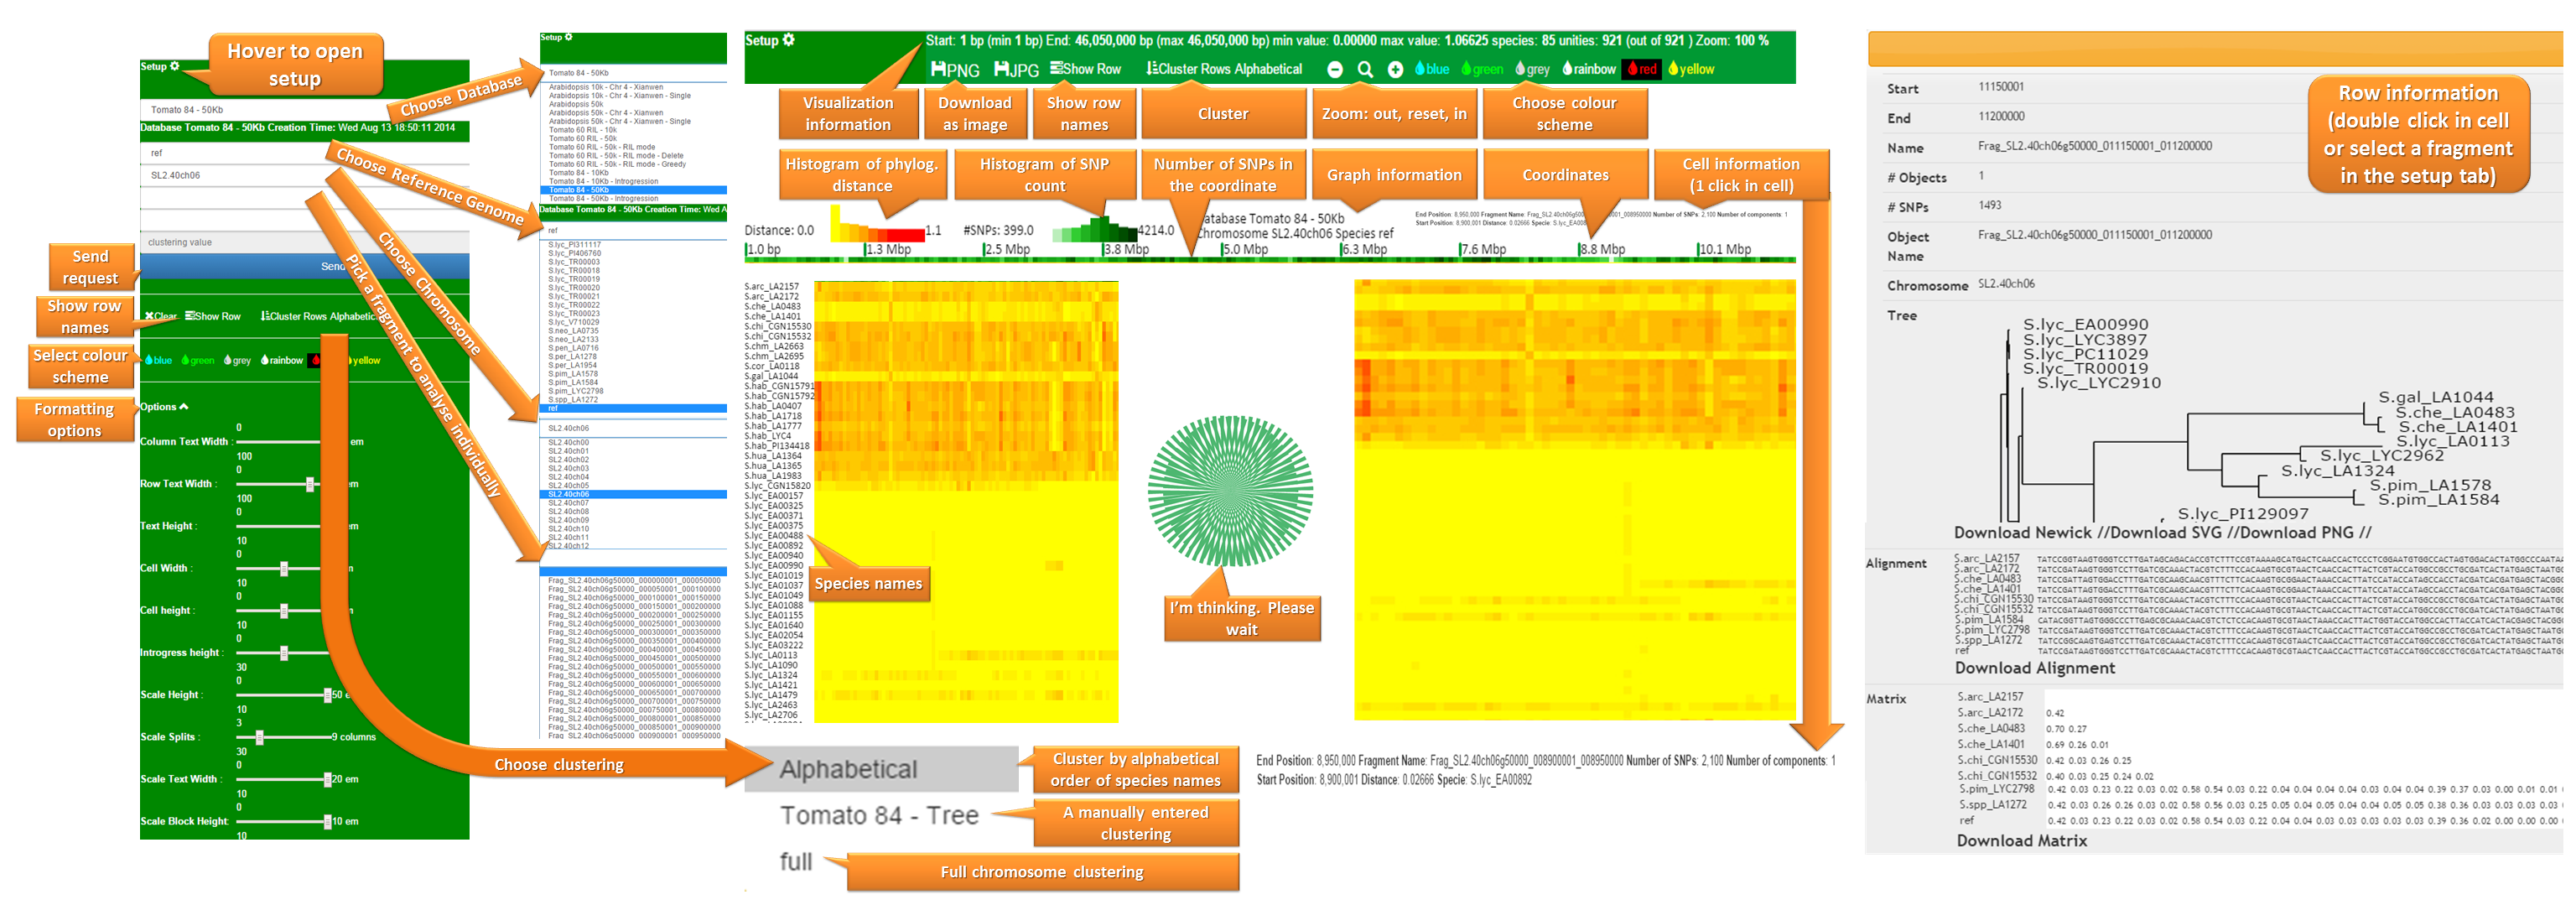 Hover to open
setup
Setup
Tomato 84 - 50Kb
Database Tomato 84 - 50Kb Creation Time: Wed Aug 13 18:50:11 2014
ref
SL2.40ch06
clustering value
Send
Send
request
Show row
names
Clear Show Row Cluster Rows Alphabetic
Select colour
scheme
blue green grey rainbow yellow
Formatting
options
Options
0
Column Text Width : em
100
0
Row Text Width : em
100
0
Text Height : em
10
0
Cell Width :
10
0
Cell height :
10
0
Introgress height :
30
0
Scale Height : 50 e
10
3
Scale Splits : 9 columns
30
0
Scale Text Width : 20 em
10
0
Scale Block Height: 10 em
10
Choose Database
Choose Reference Genome
Choose Chromosome
Pick a fragment to analyse individually
Choose clustering
Setup
Tomato 84 - 50Kb
Arabidopsis 10k - Chr 4 - Xianwen
Arabidopsis 10k - Chr 4 - Xianwen - Single
Arabidopsis 50k
Arabidopsis 50k - Chr 4 - Xianwen
Arabidopsis 50k - Chr 4 - Xianwen - Single
Tomato 60 RIL - 10k
Tomato 60 RIL - 50k
Tomato 60 RIL - 50k - RIL mode
Tomato 60 RIL - 50k - RIL mode - Delete
Tomato 60 RIL - 50k - RIL mode - Greedy
Tomato 84 - 10Kb
Tomato 84 - 10Kb - Introgression
Tomato 84 - 50Kb
Tomato 84 - 50Kb - Introgression
Database Tomato 84 - 50Kb Creation Time: Wed A
ref
S.lyc_PI311117
S.lyc_PI406760
S.lyc_TR00003
S.lyc_TR00018
S.lyc_TR00019
S.lyc_TR00020
S.lyc_TR00021
S.lyc_TR00022
S.lyc_TR00023
S.lyc_V710029
S.neo_LA0735
S.neo_LA2133
S.pen_LA0716
S.per_LA1278
S.per_LA1954
S.pim_LA1578
S.pim_LA1584
S.pim_LYC2798
S.spp_LA1272
ref
SL2.40ch06
SL2.40ch00
SL2.40ch01
SL2.40ch02
SL2.40ch03
SL2.40ch04
SL2.40ch05
SL2.40ch06
SL2.40ch07
SL2.40ch08
SL2.40ch09
SL2.40ch10
SL2.40ch11
SL2.40ch12
Frag_SL2.40ch06g50000_000000001_000050000
Frag_SL2.40ch06g50000_000050001_000100000
Frag_SL2.40ch06g50000_000100001_000150000
Frag_SL2.40ch06g50000_000150001_000200000
Frag_SL2.40ch06g50000_000200001_000250000
Frag_SL2.40ch06g50000_000250001_000300000
Frag_SL2.40ch06g50000_000300001_000350000
Frag_SL2.40ch06g50000_000350001_000400000
Frag_SL2.40ch06g50000_000400001_000450000
Frag_SL2.40ch06g50000_000450001_000500000
Frag_SL2.40ch06g50000_000500001_000550000
Frag_SL2.40ch06g50000_000550001_000600000
Frag_SL2.40ch06g50000_000600001_000650000
Frag_SL2.40ch06g50000_000650001_000700000
Frag_SL2.40ch06g50000_000700001_000750000
Frag_SL2.40ch06g50000_000750001_000800000
Frag_SL2.40ch06g50000_000800001_000850000
Frag_SL2.40ch06g50000_000850001_000900000
Frag_SL2.40ch06g50000_000900001_000950000
Setup
Start: 1 bp (min 1 bp) End: 46,050,000 bp (max 46,050,000 bp) min value: 0.00000 max value: 1.06625 species: 85 unities: 921 (out of 921 ) Zoom: 100 %
PNG JPG Show Row Cluster Rows Alphabetical blue green grey rainbow red yellow
Visualization
information
Download
as image
Show row
names
Cluster
Zoom: out, reset, in
Choose colour
scheme
Histogram of phylog.
distance
Histogram of SNP
count
Number of SNPs in
the coordinate
Graph information
Coordinates
Cell information
(1 click in cell)
Distance: 0.0 1.1 #SNPs: 399.0 4214.0
atabase Tomato 84 - 50Kb
Chromosome SL2.40ch06 Species ref
End Position: 8,950,000 Fragment Name: Frag_SL2.40ch06g50 0001_008950000 Number of SNPs: 2,100 Number of components: 1
Start Position: 8,900,001 Distance: 0.02666 Specie: S.lyc_EA008
1.0 bp 1.3 Mbp 2.5 Mbp 3.8 Mbp 5.0 Mbp 6.3 Mbp 7.6 Mbp 8.8 Mbp 10.1 Mbp
S.arc_LA2157
S.arc_LA2172
S.che_LA0483
S.che_LA1401
S.chi_CGN15530
S.chi_CGN15532
S.chm_LA2663
S.chm_LA2695
S.cor_LA0118
S.gal_LA1044
S.hab_CGN15791
S.hab_CGN15792
S.hab_LA0407
S.hab_LA1718
S.hab_LA1777
S.hab_LYC4
S.hab_PI134418
S.hua_LA1364
S.hua_LA1365
S.hua_LA1983
S.lyc_CGN15820
S.lyc_EA00157
S.lyc_EA00325
S.lyc_EA00371
S.lyc_EA00375
S.lyc_EA00488
S.lyc_EA00892
S.lyc_EA00940
S.lyc_EA00990
S.lyc_EA01019
S.lyc_EA01037
S.lyc_EA01049
S.lyc_EA01088
S.lyc_EA01155
S.lyc_EA01640
S.lyc_EA02054
S.lyc_EA03222
S.lyc_LA0113
S.lyc_LA1090
S.lyc_LA1324
S.lyc_LA1421
S.lyc_LA1479
S.lyc_LA2463
S.lyc_LA2706
Species names
I'm thinking. Please
wait
Alphabetical
Tomato 84 - Tree
full
Cluster by alphabetical
order of species names
A manually entered
clustering
Full chromosome clustering
End Position: 8,950,000 Fragment Name: Frag_SL2.40ch06g50000_008900001_008950000 Number of SNPs: 2,100 Number of components: 1
Start Position: 8,900,001 Distance: 0.02666 Specie: S.lyc_EA00892
Row information
(double click in cell
or select a fragment
in the setup tab)
Start 11150001
End 11200000
Name Frag_SL2.40ch06g50000_011150001_011200000
# Objects 1
# SNPs 1493
Object
Name Frag_SL2.40ch06g50000_011150001_011200000
Chromosome SL2.40ch06
Tree
S.lyc_EA00990
S.lyc_LYC3897
S.lyc_PC11029
S.lyc_TR00019
S.lyc_LYC2910
S.gal_LA1044
S.che_LA0483
S.che_LA1401
S.lyc_LA0113
S.lyc_LYC2962
S.lyc_LA1324
S.pim_LA1578
S.pim_LA1584
S.lyc_PI129097
Download Newick //Download SVG //Download PNG //
Alignment
S.arc_LA2157
S.arc_LA2172
S.che_LA0483
S.che_LA1401
S.chi_CGN15530
S.chi_CGN15532
S.pim_LA1584
S.pim_LYC2798
S.spp_LA1272
ref
Download Alignment
Matrix
S.arc_LA2157
S.arc_LA2172 0.42
S.che_LA0483 0.70 0.27
S.che_LA1401 0.69 0.26 0.01
S.chi_CGN15530 0.42 0.03 0.26 0.25
S.chi_CGN15532 0.40 0.03 0.25 0.24 0.02
S.pim_LYC2798 0.42 0.03 0.23 0.22 0.03 0.02 0.58 0.54 0.03 0.22 0.04 0.04 0.04 0.04 0.03 0.04 0.04 0.39 0.37 0.03 0.00 0.01 0.01
S.spp_LA1272 0.42 0.03 0.26 0.26 0.03 0.02 0.58 0.56 0.03 0.25 0.05 0.04 0.05 0.04 0.04 0.05 0.05 0.38 0.36 0.03 0.03 0.03 0.03
ref 0.42 0.03 0.23 0.22 0.03 0.02 0.58 0.54 0.03 0.22 0.04 0.04 0.03 0.03 0.03 0.03 0.03 0.39 0.36 0.02 0.00 0.00 0.00
Download Matrix